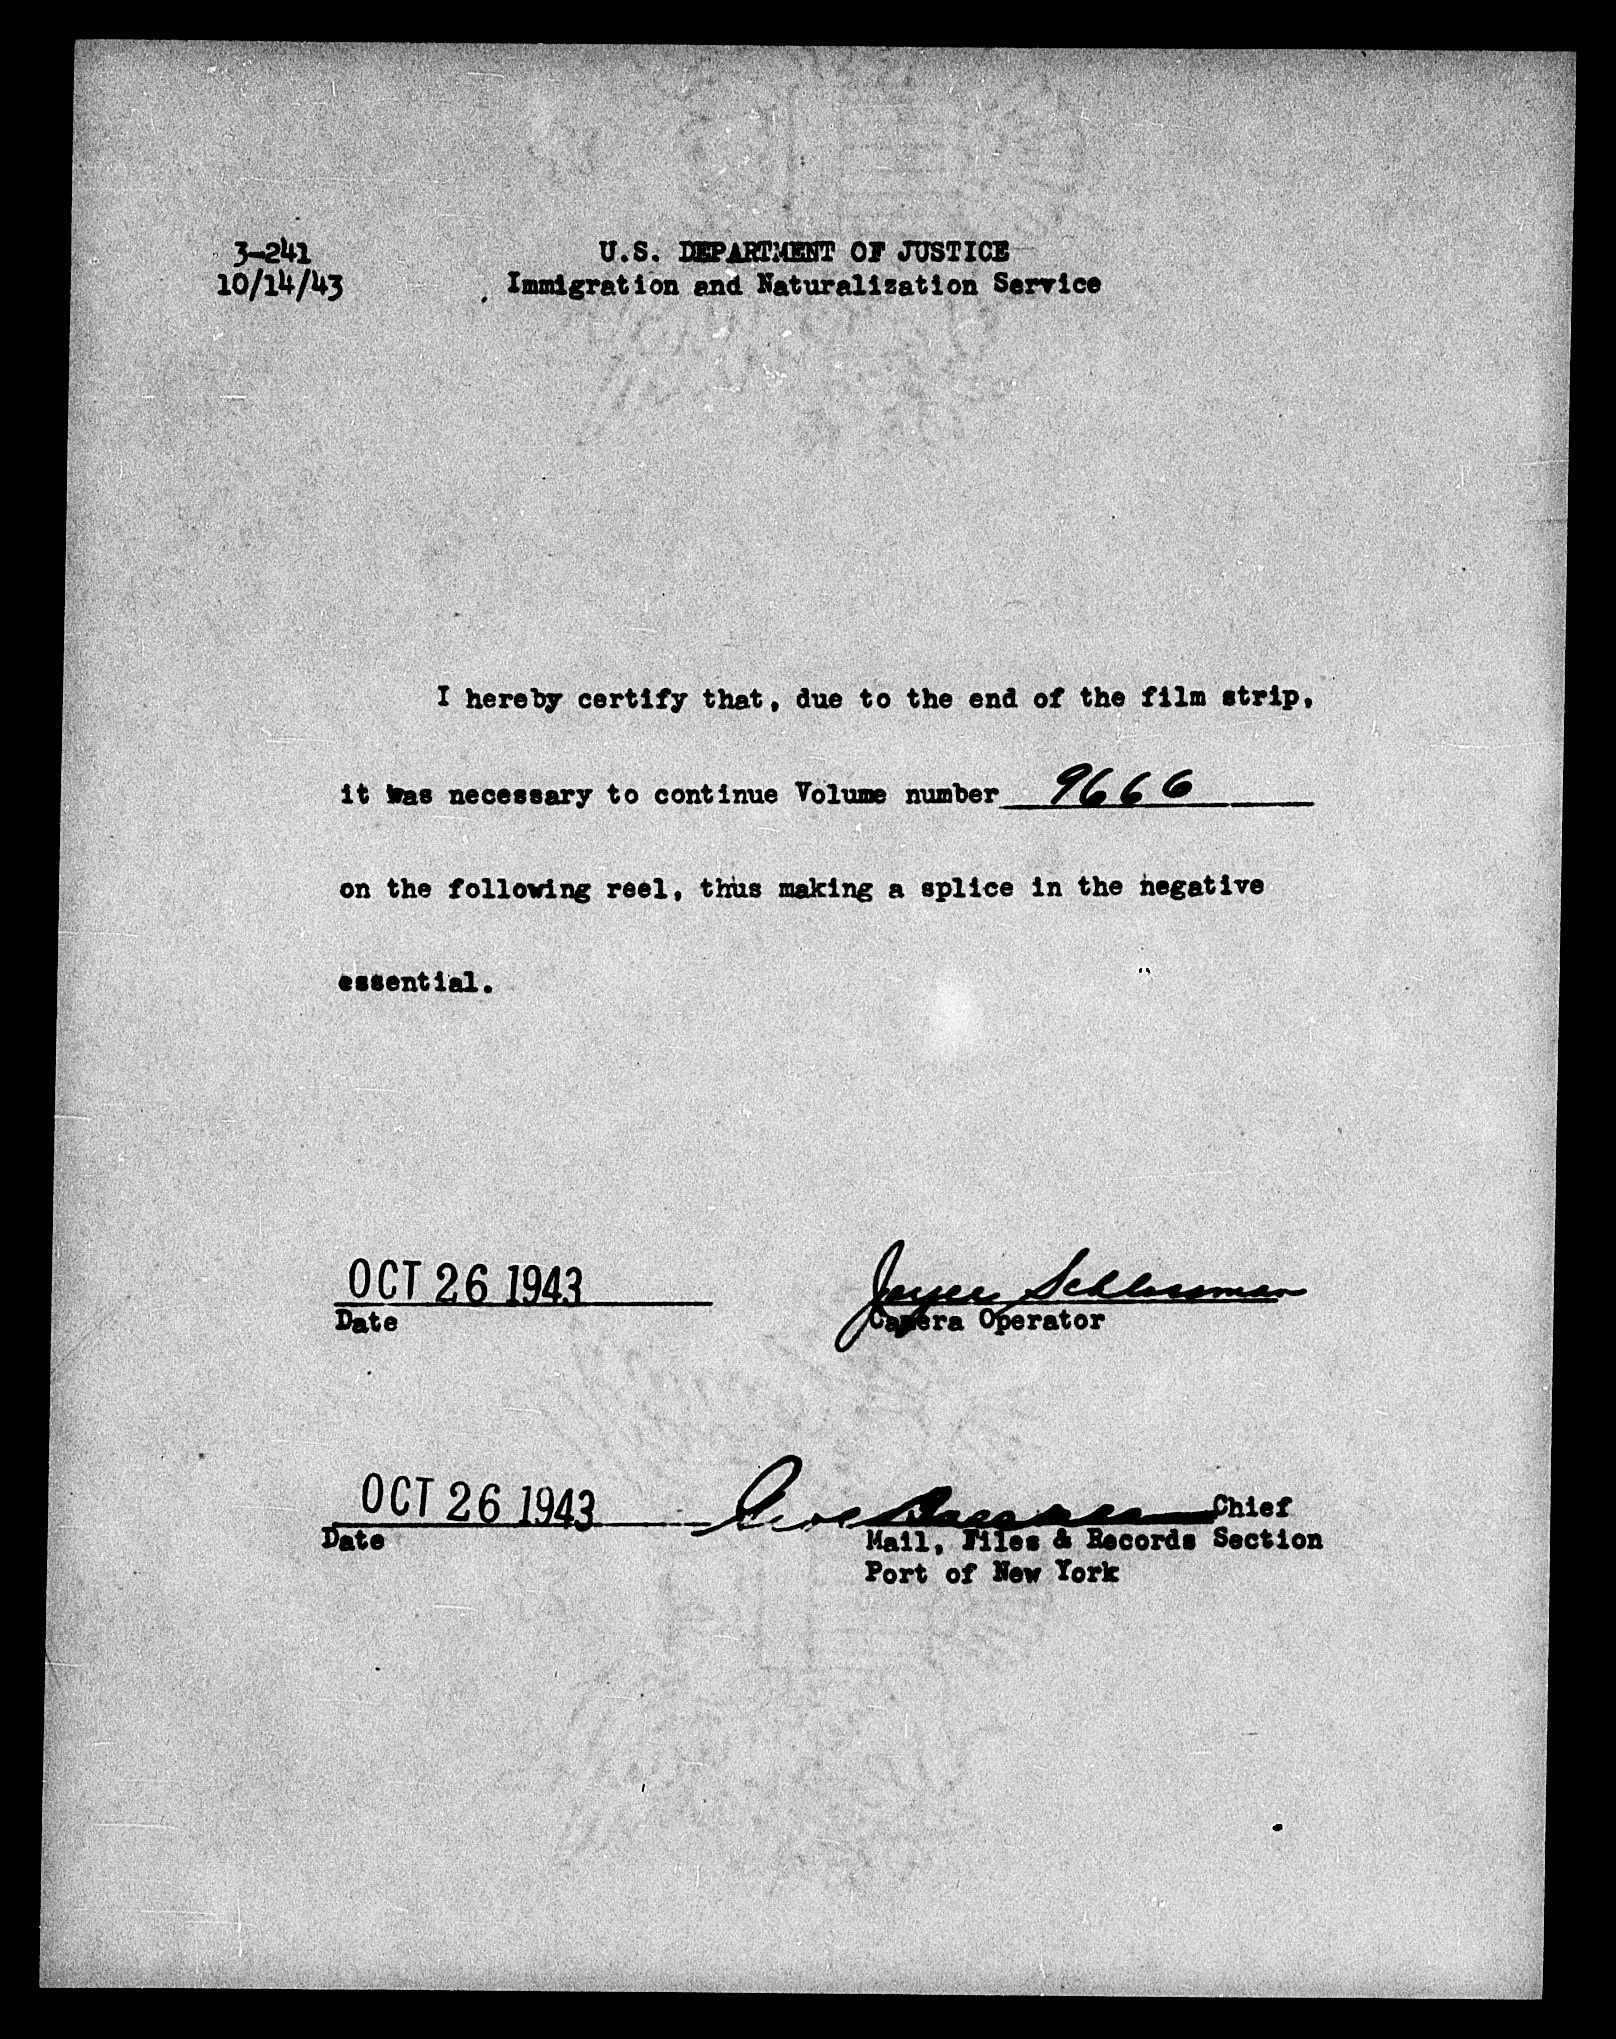 3-241
10/14/43
U.S. DEPARTMENT OF JUSTICE
Immigration and Naturalization Service
I hereby certify that, due to the end of the film strip,
it was necessary to continue Volume number 9666
on the following reel, thus making a splice in the negative
essential.
OCT 26 1943
Date
Schlossman
Camera Operator
OCT 26 1943
Date
Chief
Mail, Files & Records Section
Port of New York